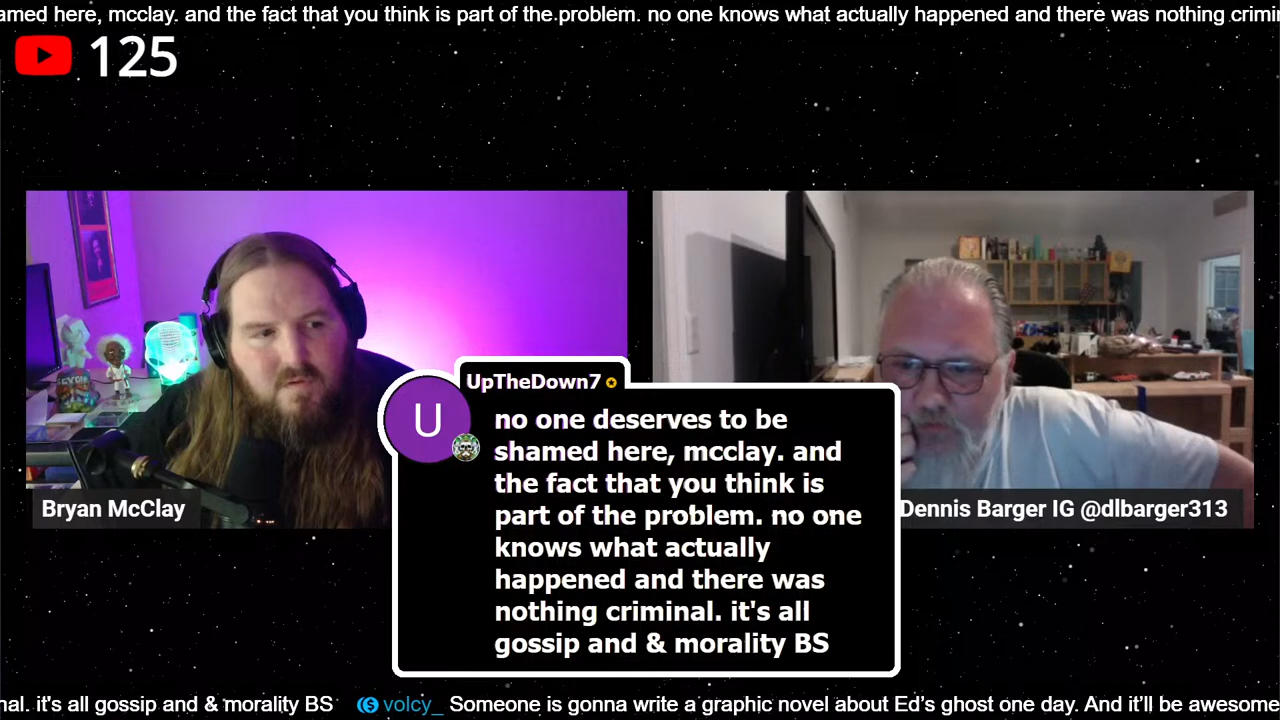 amed here, mcclay. and the fact that you think is part of the problem. no one knows what actually happened and there was nothing crimi
125
UpTheDown7
U
no one deserves to be
shamed here, mcclay. and
the fact that you think is
part of the problem. no one
knows what actually
happened and there was
nothing criminal. it's all
gossip and & morality BS
Bryan McClay
Dennis Barger IG @dlbarger313
nal. it's all gossip and & morality BS volcy_ Someone is gonna write a graphic novel about Ed’s ghost one day. And it’ll be awesome